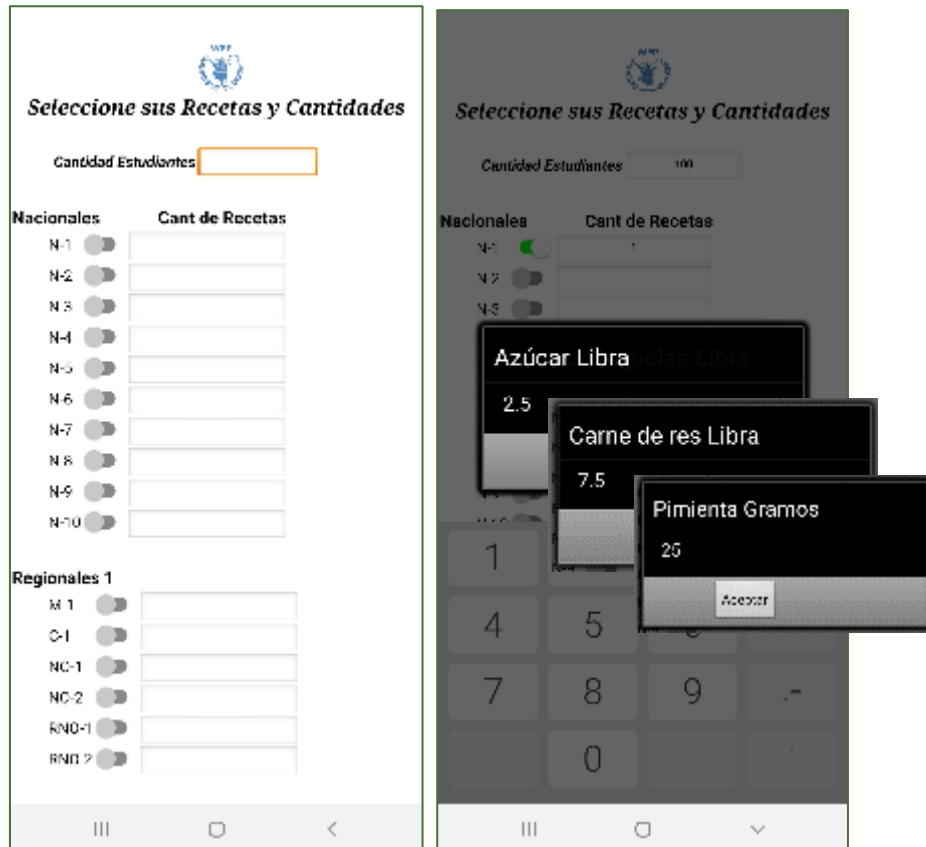 WFP
Seleccione sus Recetas y Cantidades
Cantidad Estudiantes
Nacionales Cant de Recetas
N-1
N-2
N-3
N-4
N-5
N-6
N-7
N-8
N-9
N-10
Regionales 1
M-1
C-1
NC-1
NC-2
RNO-1
RNO-2
WFP
Seleccione sus Recetas y Cantidades
Cantidad Estudiantes 100
Nacionales Cant de Recetas
N-1 1
N-2
N-3
Azúcar Libra
2.5
Carne de res Libra
7.5
Pimienta Gramos
25
Aceptar
1
4 5
7 8 9 .-
0